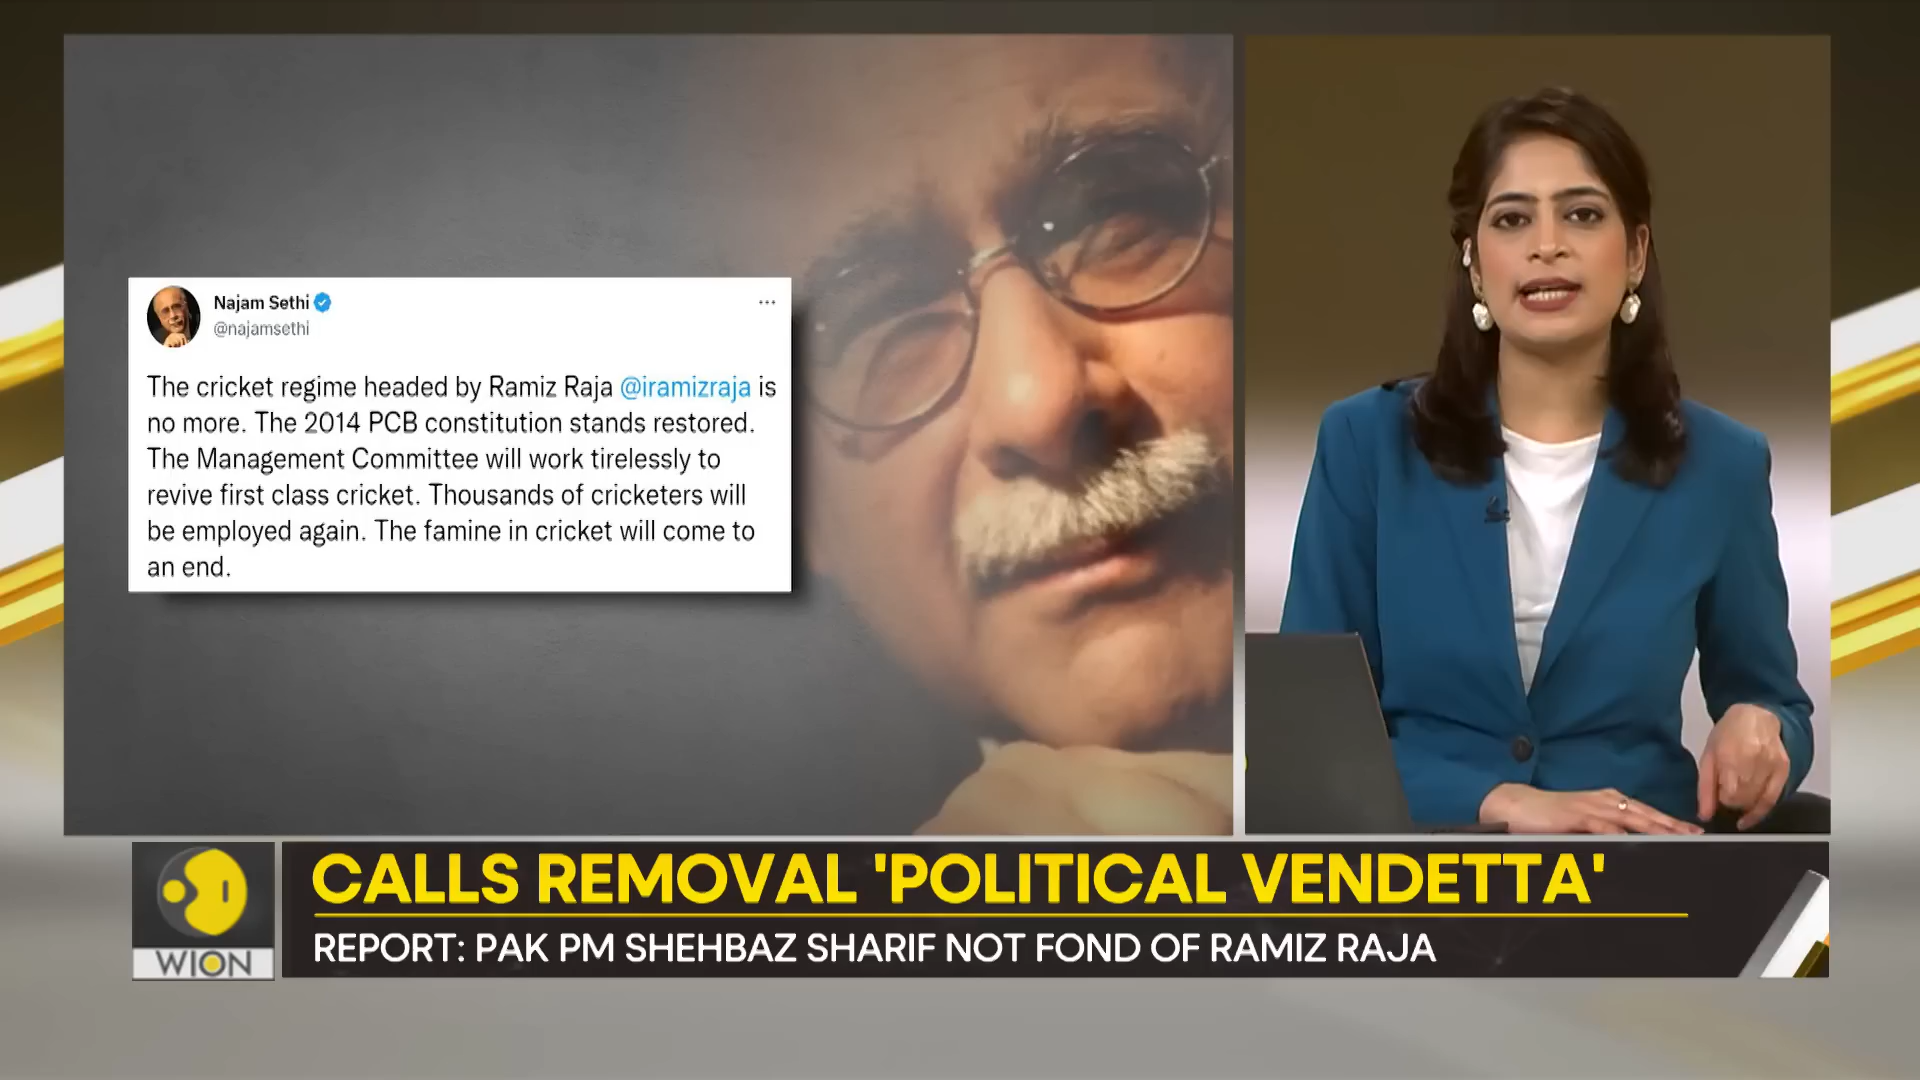 Najam Sethi
@najamsethi
The cricket regime headed by Ramiz Raja @iramizraja is
no more. The 2014 PCB constitution stands restored.
The Management Committee will work tirelessly to
revive first class cricket. Thousands of cricketers will
be employed again. The famine in cricket will come to
an end.
CALLS REMOVAL 'POLITICAL VENDETTA'
REPORT: PAK PM SHEHBAZ SHARIF NOT FOND OF RAMIZ RAJA
WION